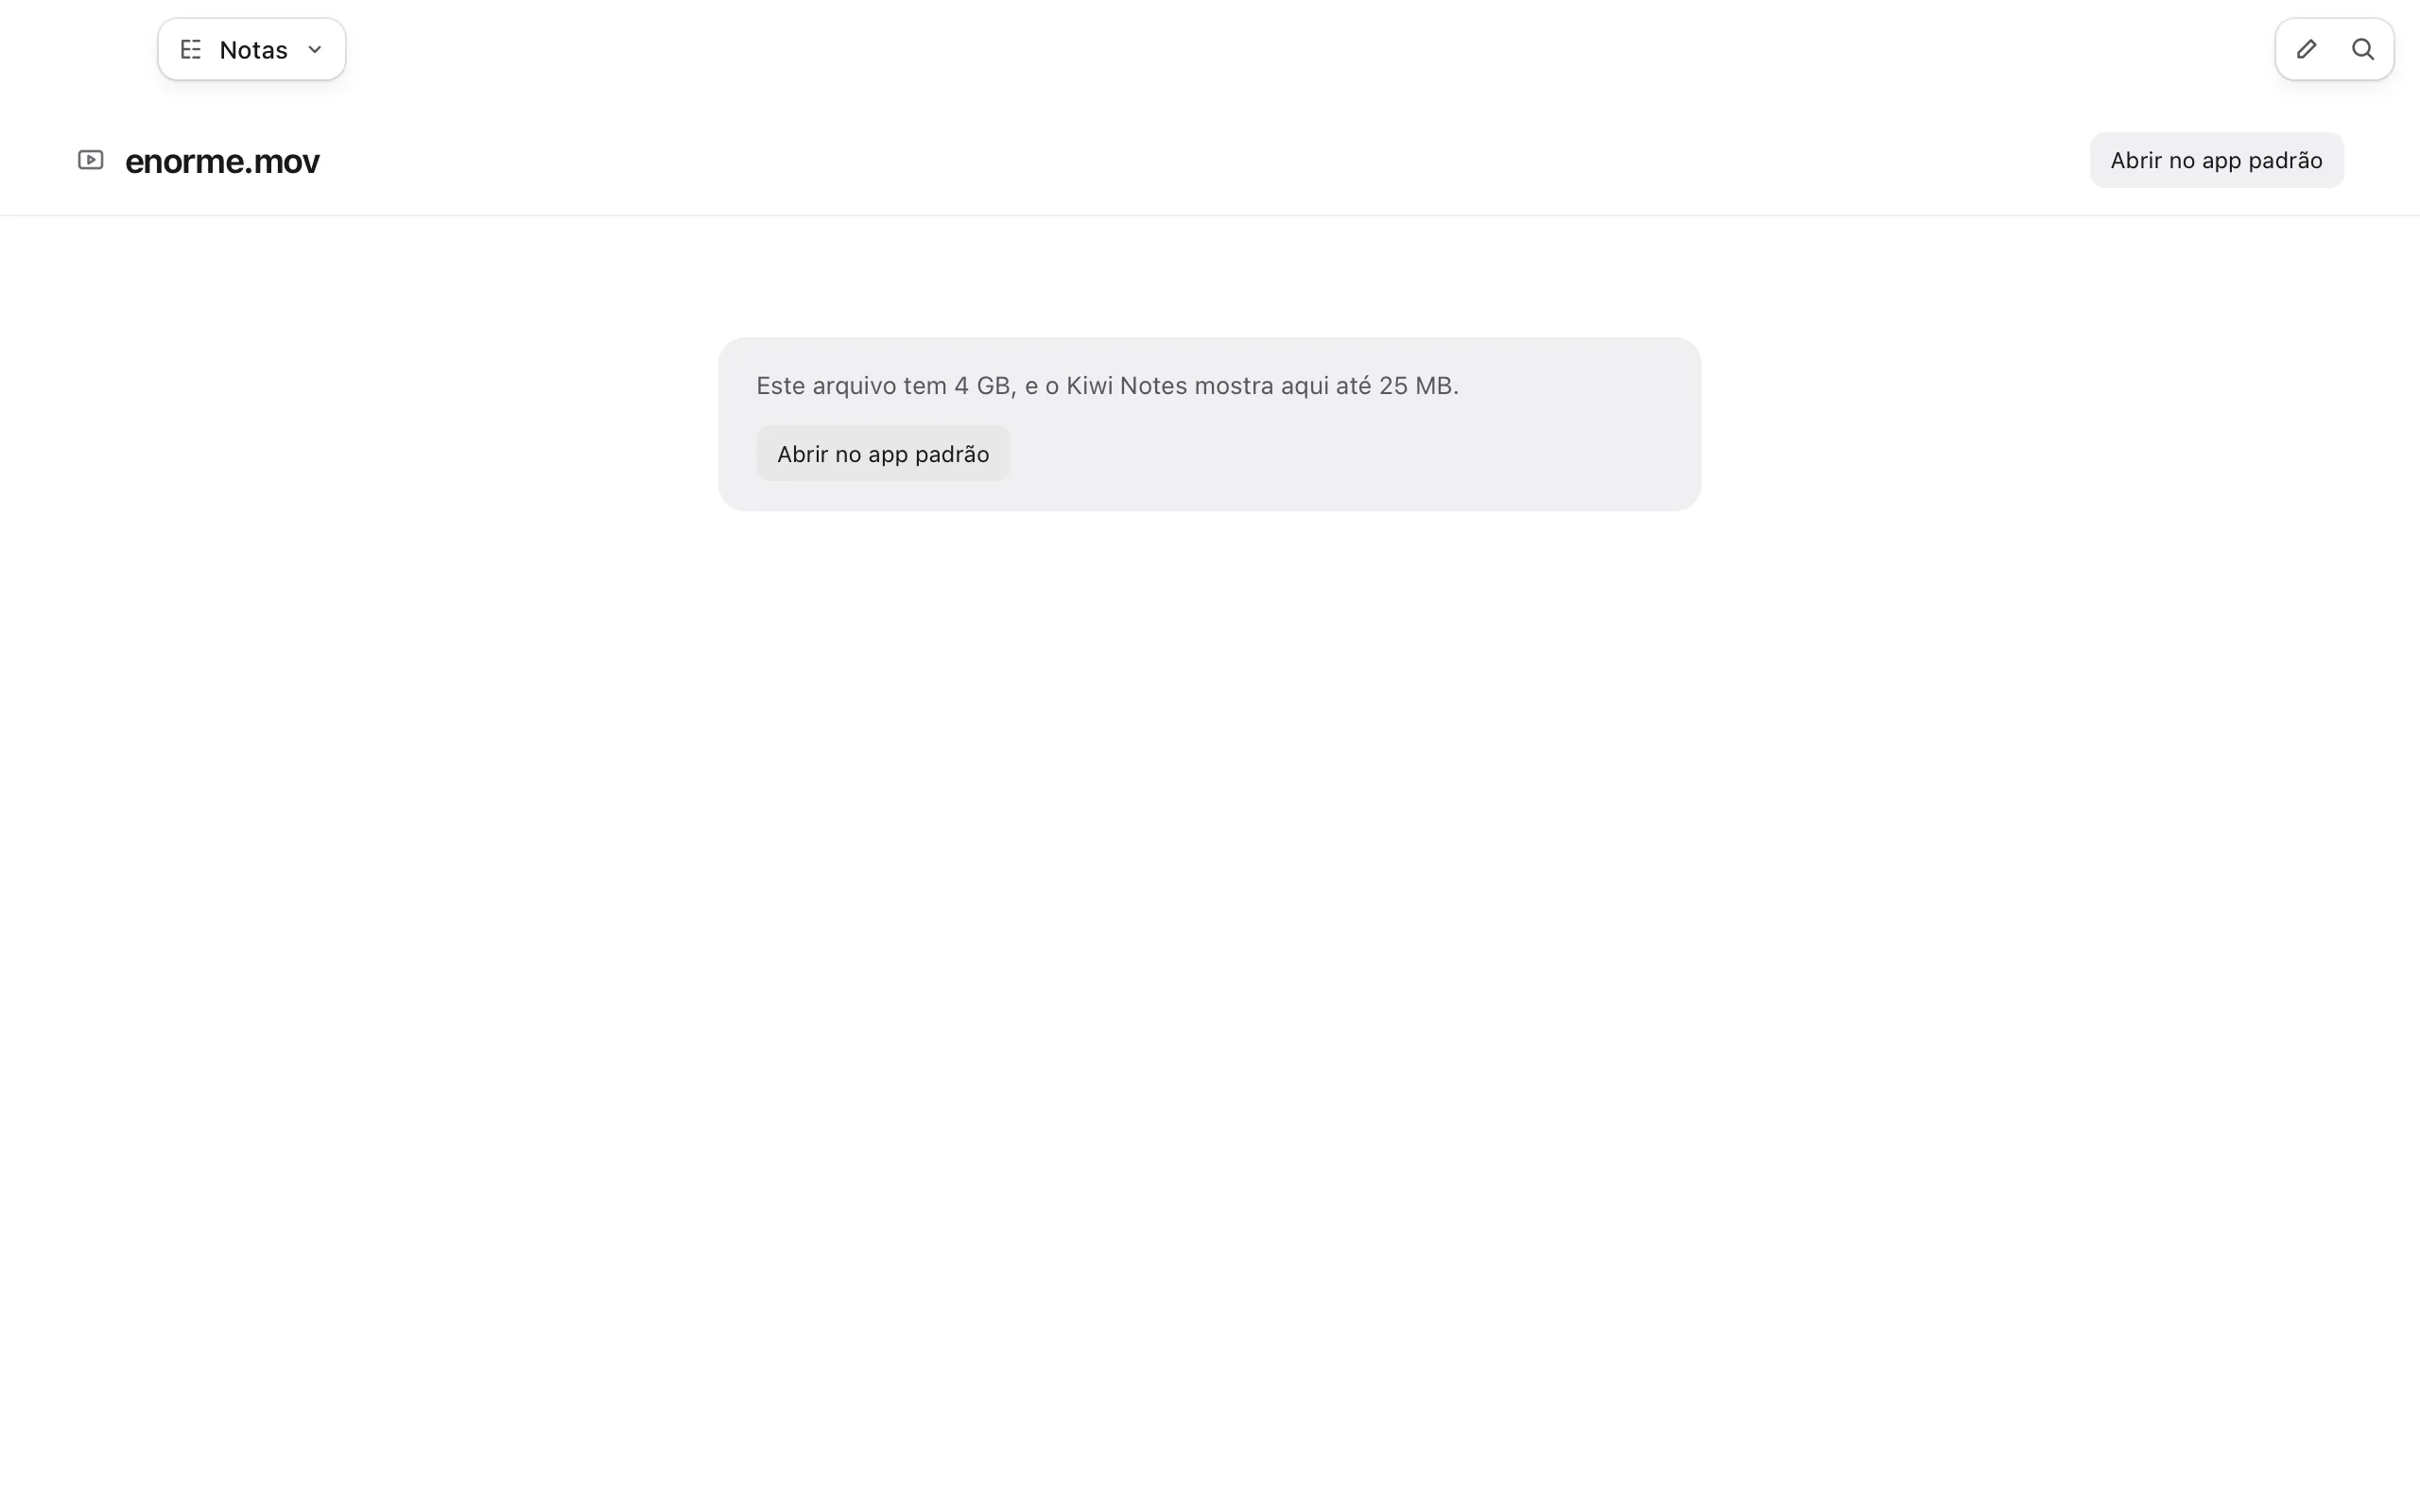 Notas
enorme.mov
Abrir no app padrão
Este arquivo tem 4 GB, e o Kiwi Notes mostra aqui até 25 MB.
Abrir no app padrão